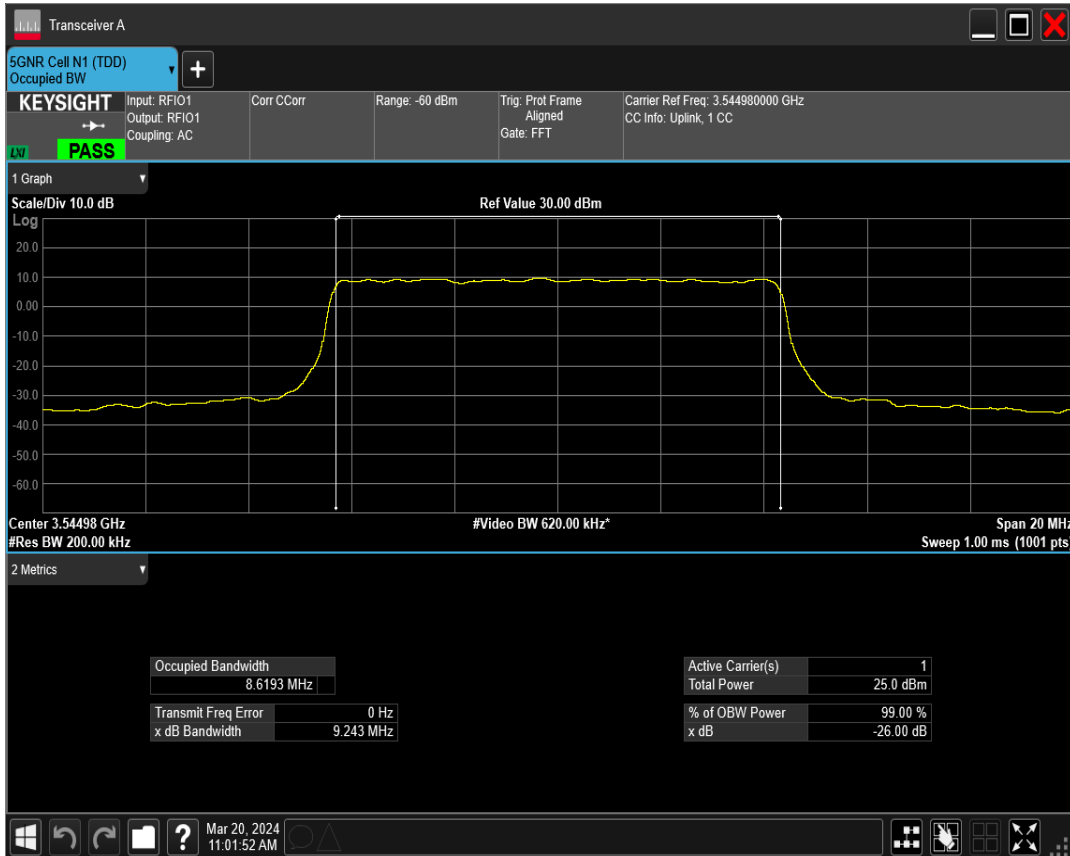 Transceiver A
5GNR Cell N1 (TDD)
Occupied BW
+
KEYSIGHT
LXI
PASS
Input: RFIO1
Output: RFIO1
Coupling: AC
Corr CCorr
Range: -60 dBm
Trig: Prot Frame
Aligned
Gate: FFT
Carrier Ref Freq: 3.544980000 GHz
CC Info: Uplink, 1 CC
1 Graph
Scale/Div 10.0 dB
Ref Value 30.00 dBm
Log
20.0
10.0
0.00
-10.0
-20.0
-30.0
-40.0
-50.0
-60.0
Center 3.54498 GHz
#Video BW 620.00 kHz*
Span 20 MHz
#Res BW 200.00 kHz
Sweep 1.00 ms (1001 pts)
2 Metrics
Occupied Bandwidth
8.6193 MHz
Transmit Freq Error 0 Hz
x dB Bandwidth 9.243 MHz
Active Carrier(s) 1
Total Power 25.0 dBm
% of OBW Power 99.00 %
x dB -26.00 dB
?
Mar 20, 2024
11:01:52 AM